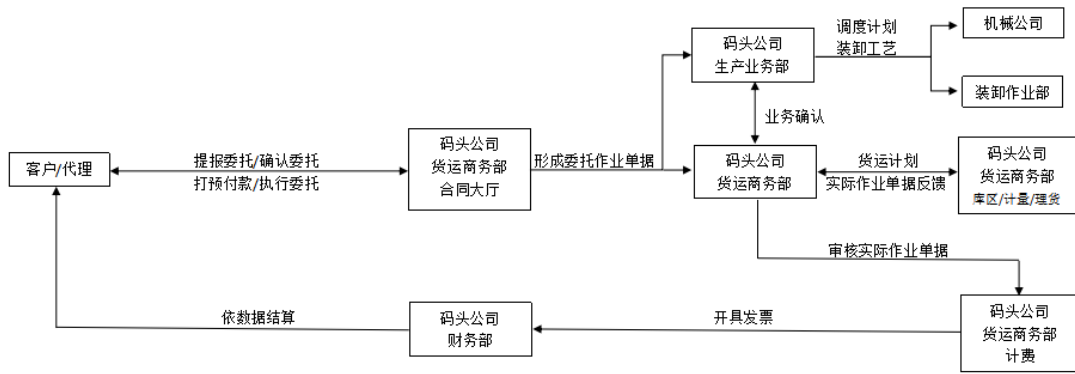 码头公司
生产业务部
调度计划
装卸工艺
机械公司
装卸作业部
业务确认
客户/代理
提报委托/确认委托
打预付款/执行委托
码头公司
货运商务部
合同大厅
形成委托作业单据
码头公司
货运商务部
货运计划
实际作业单据反馈
码头公司
货运商务部
库区/计量/理货
审核实际作业单据
依数据结算
码头公司
财务部
开具发票
码头公司
货运商务部
计费